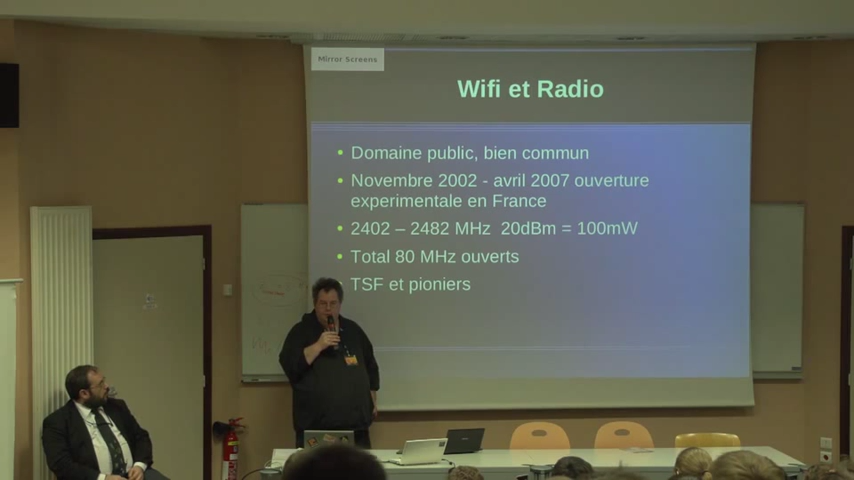 Mirror Screens
Wifi et Radio
Domaine public, bien commun
Novembre 2002 - avril 2007 ouverture
experimentale en France
2402 – 2482 MHz 20dBm = 100mW
Total 80 MHz ouverts
TSF et pioniers